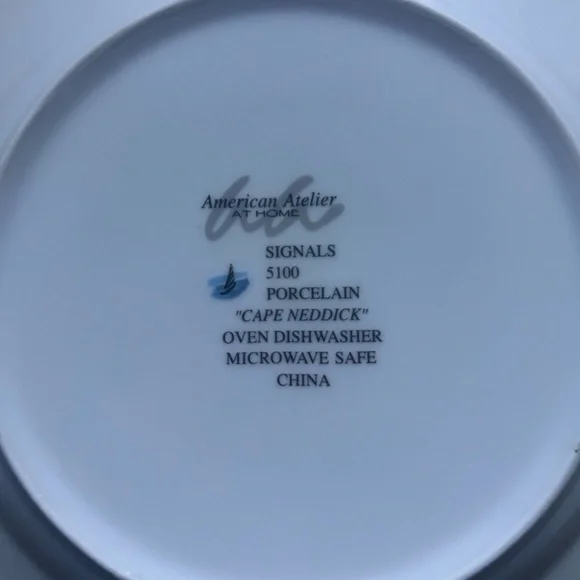 American Atelier
AT HOME
SIGNALS
5100
PORCELAIN
"CAPE NEDDICK"
OVEN DISHWASHER
MICROWAVE SAFE
CHINA